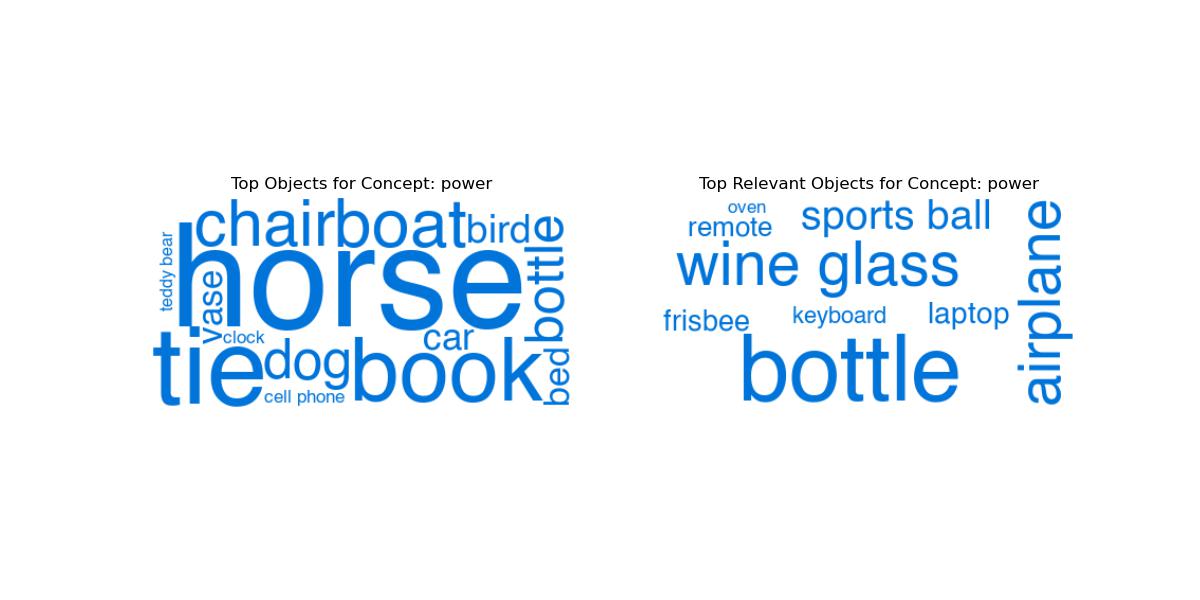 Top Objects for Concept: power
chair boat bird
teddy bear
horse
bottle
vase
clock
car
tie dog book
bed
cell phone
Top Relevant Objects for Concept: power
oven
remote
sports ball
airplane
wine glass
frisbee
keyboard
laptop
bottle